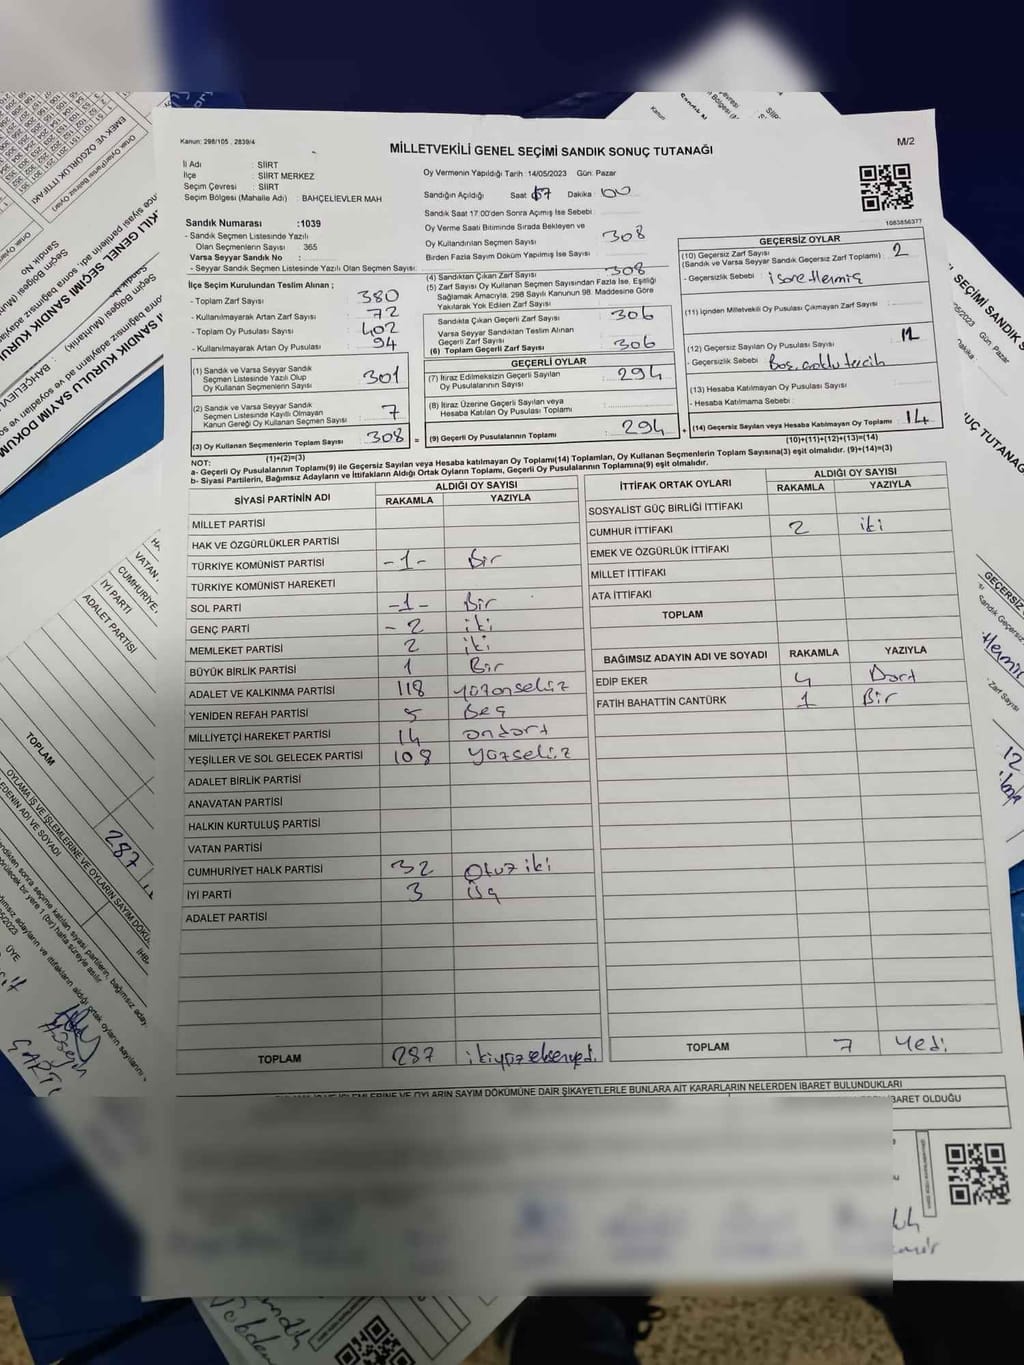 Kanun: 298/105 , 2839/4
MİLLETVEKİLİ GENEL SEÇİMİ SANDIK SONUÇ TUTANAĞI
M/2
İl Adı : SİİRT
İlçe : SİİRT MERKEZ
Seçim Çevresi : SİİRT
Seçim Bölgesi (Mahalle Adı) : BAHÇELİEVLER MAH
Sandık Numarası :1039
- Sandık Seçmen Listesinde Yazılı
Olan Seçmenlerin Sayısı : 365
Varsa Seyyar Sandık No :
- Seyyar Sandık Seçmen Listesinde Yazılı Olan Seçmen Sayısı:
İlçe Seçim Kurulundan Teslim Alınan ;
- Toplam Zarf Sayısı : 380
- Kullanılmayarak Artan Zarf Sayısı : 72
- Toplam Oy Pusulası Sayısı : 402
- Kullanılmayarak Artan Oy Pusulası : 94
(1) Sandık ve Varsa Seyyar Sandık
Seçmen Listesinde Yazılı Olup
Oy Kullanan Seçmenlerin Sayısı 301
(2) Sandık ve Varsa Seyyar Sandık
Seçmen Listesinde Kayıtlı Olmayan
Kanun Gereği Oy Kullanan Seçmen Sayısı 7
(3) Oy Kullanan Seçmenlerin Toplam Sayısı 308
(1)+(2)=(3)
Oy Vermenin Yapıldığı Tarih :14/05/2023 Gün: Pazar
Sandığın Açıldığı Saat 17 Dakika 00
Sandık Saat 17.00'den Sonra Açımış İse Sebebi :
Oy Verme Saati Bitiminde Sırada Bekleyen ve
Oy Kullandırılan Seçmen Sayısı 308
Birden Fazla Sayım Döküm Yapılmış İse Sayısı
(4) Sandıktan Çıkan Zarf Sayısı 308
(5) Zarf Sayısı Oy Kullanan Seçmen Sayısından Fazla İse, Eşitliği
Sağlamak Amacıyla, 298 Sayılı Kanunun 98. Maddesine Göre
Yakılarak Yok Edilen Zarf Sayısı
Sandıkta Çıkan Geçerli Zarf Sayısı 306
Varsa Seyyar Sandıktan Teslim Alınan
(6) Toplam Geçerli Zarf Sayısı 306
GEÇERLİ OYLAR
(7) İtiraz Edilmeksizin Geçerli Sayılan
Oy Pusulalarının Sayısı 294
(8) İtiraz Üzerine Geçerli Sayılan veya
Hesaba Katılan Oy Pusulası Toplamı
= (9) Geçerli Oy Pusulalarının Toplamı 294 +
1083856377
GEÇERSİZ OYLAR
(10) Geçersiz Zarf Sayısı 2
(Sandık ve Varsa Seyyar Sandık Geçersiz Zarf Toplamı) :
- Geçersizlik Sebebi :
(11) İçinden Milletvekili Oy Pusulası Çıkmayan Zarf Sayısı
(12) Geçersiz Sayılan Oy Pusulası Sayısı 12
- Geçersizlik Sebebi Boş, tercih
(13) Hesaba Katılmayan Oy Pusulası Sayısı :
- Hesaba Katılmama Sebebi :
(14) Geçersiz Sayılan veya Hesaba Katılmayan Oy Toplamı 14
(10)+(11)+(12)+(13)=(14)
NOT:
a- Geçerli Oy Pusulaları Toplamı(9) ile Geçersiz Sayılan veya Hesaba katılmayan Oy Toplamı(14) Toplamları, Oy Kullanan Seçmenlerin Toplam Sayısına(3) eşit olmalıdır. (9)+(14)=(3)
b- Siyasi Partilerin, Bağımsız Adayların ve İttifakların Aldığı Ortak Oyların Toplamı, Geçerli Oy Pusulalarının Toplamına(9) eşit olmalıdır.
SİYASİ PARTİNİN ADI ALDIĞI OY SAYISI
RAKAMLA YAZIYLA
MİLLET PARTİSİ
HAK VE ÖZGÜRLÜKLER PARTİSİ
TÜRKİYE KOMÜNİST PARTİSİ -1- Bir
TÜRKİYE KOMÜNİST HAREKETİ
SOL PARTİ -1- Bir
GENÇ PARTİ - 2 iki
MEMLEKET PARTİSİ 2 iki
BÜYÜK BİRLİK PARTİSİ 1 Bir
ADALET VE KALKINMA PARTİSİ 118 yüzonsekiz
YENİDEN REFAH PARTİSİ 5 Beş
MİLLİYETÇİ HAREKET PARTİSİ 14 ondört
YEŞİLLER VE SOL GELECEK PARTİSİ 108 yüzsekiz
ADALET BİRLİK PARTİSİ
ANAVATAN PARTİSİ
HALKIN KURTULUŞ PARTİSİ
VATAN PARTİSİ
CUMHURİYET HALK PARTİSİ 32 Otuz iki
İYİ PARTİ 3 Üç
ADALET PARTİSİ
TOPLAM 287 ikiyüzseksenyedi
İTTİFAK ORTAK OYLARI ALDIĞI OY SAYISI
RAKAMLA YAZIYLA
SOSYALİST GÜÇ BİRLİĞİ İTTİFAKI
CUMHUR İTTİFAKI 2 iki
EMEK VE ÖZGÜRLÜK İTTİFAKI
MİLLET İTTİFAKI
ATA İTTİFAKI
TOPLAM
BAĞIMSIZ ADAYIN ADI VE SOYADI RAKAMLA YAZIYLA
EDİP EKER 4 Dört
FATİH BAHATTİN CANTÜRK 1 Bir
TOPLAM 7 Yedi
DAİR ŞİKAYETLERLE BUNLARA AİT KARARLARIN NELERDEN İBARET BULUNDUKLARI
BARET OLDUĞU
EMEK VE ÖZGÜRLÜK İTTİFAKI
VATAN
CUMHURİYE
İYİ PARTİ
ADALET PARTİSİ
TOPLAM
287
ÜYE
Hüseyin
12